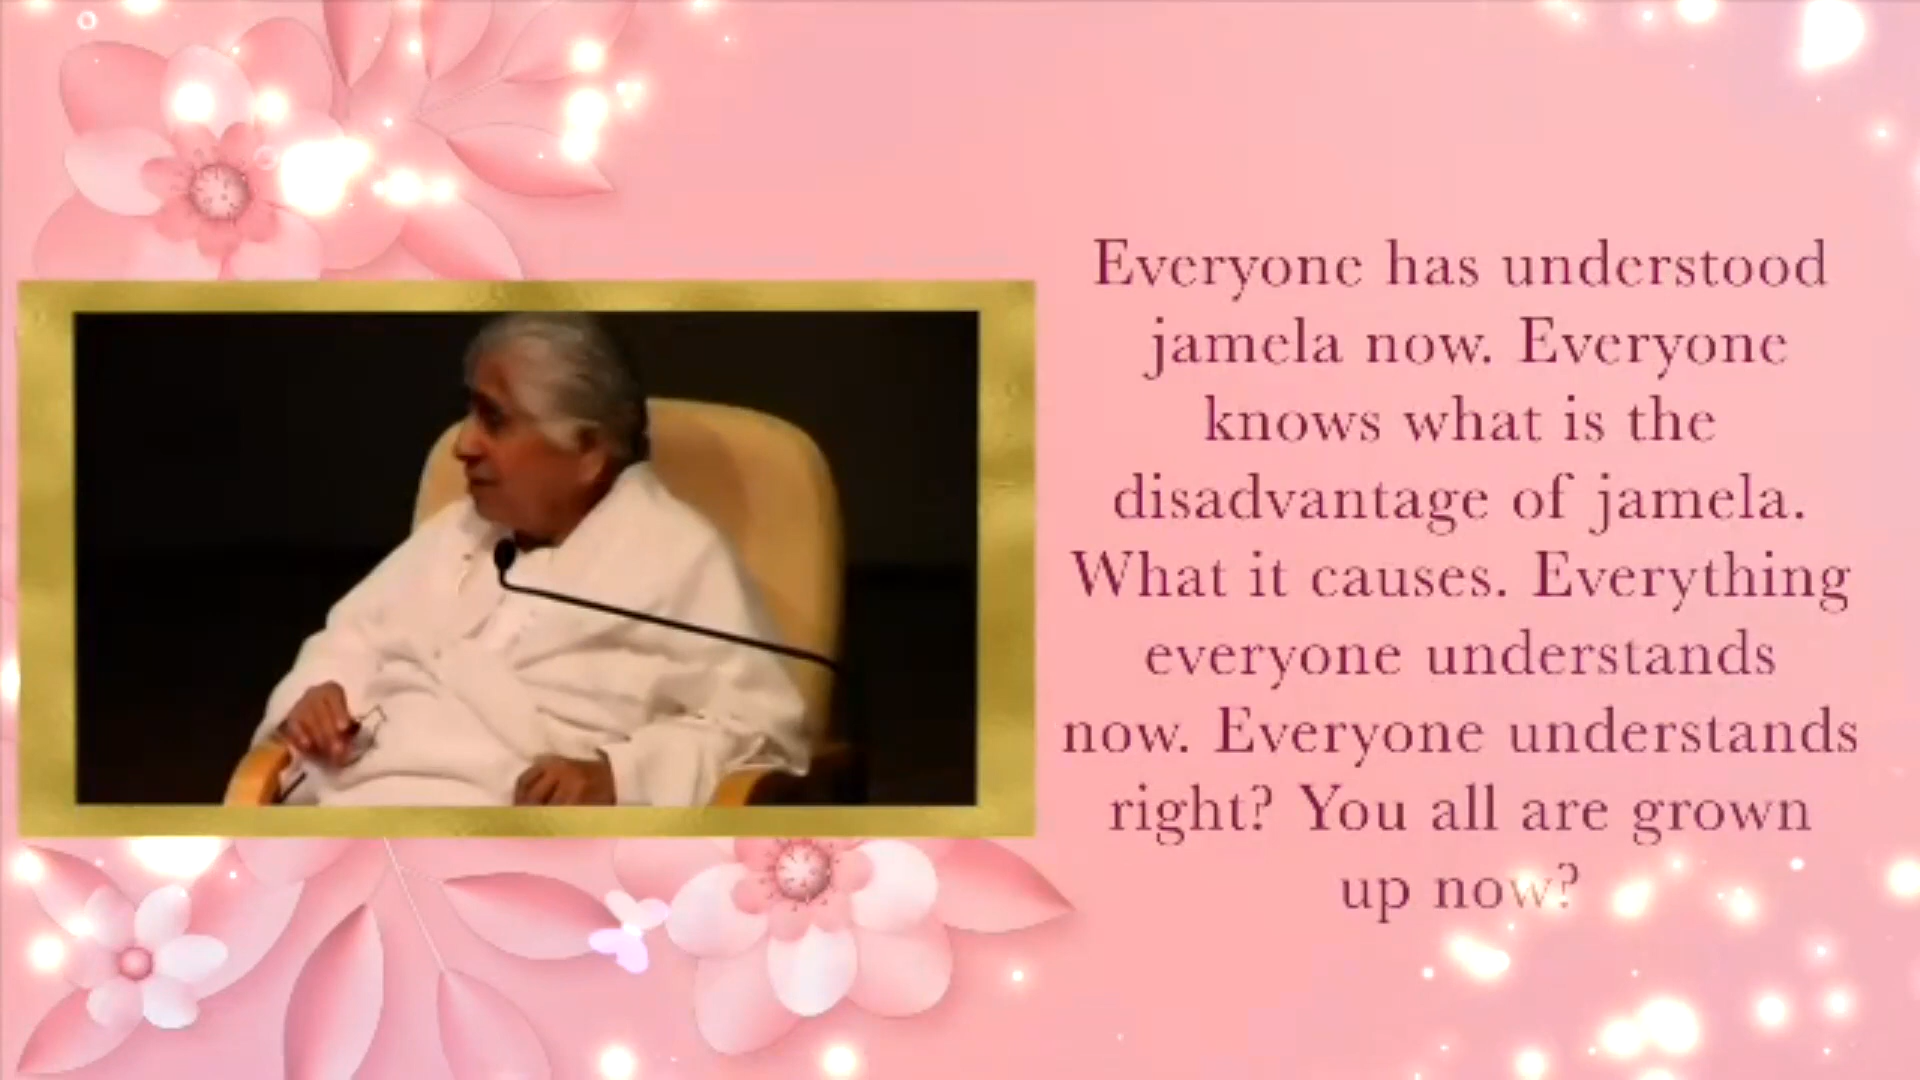 Everyone has understood
jamela now. Everyone
knows what is the
disadvantage of jamela.
What it causes. Everything
everyone understands
now. Everyone understands
right? You all are grown
up now?